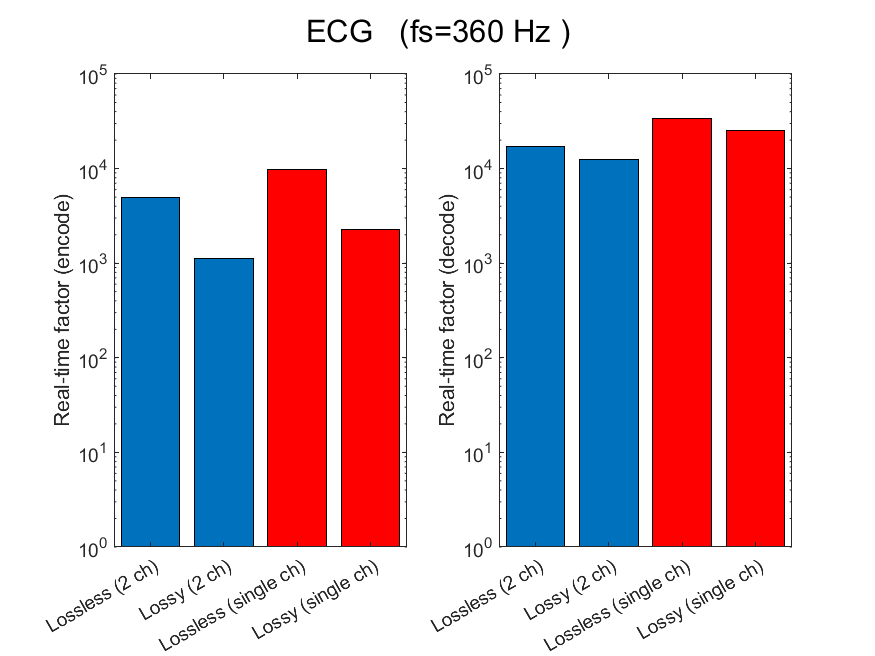 ECG   (fs=360 Hz )
Real-time factor (encode)
10^5
10^4
10^3
10^2
10^1
10^0
Lossless (2 ch)
Lossy (2 ch)
Lossless (single ch)
Lossy (single ch)
Real-time factor (decode)
10^5
10^4
10^3
10^2
10^1
10^0
Lossless (2 ch)
Lossy (2 ch)
Lossless (single ch)
Lossy (single ch)